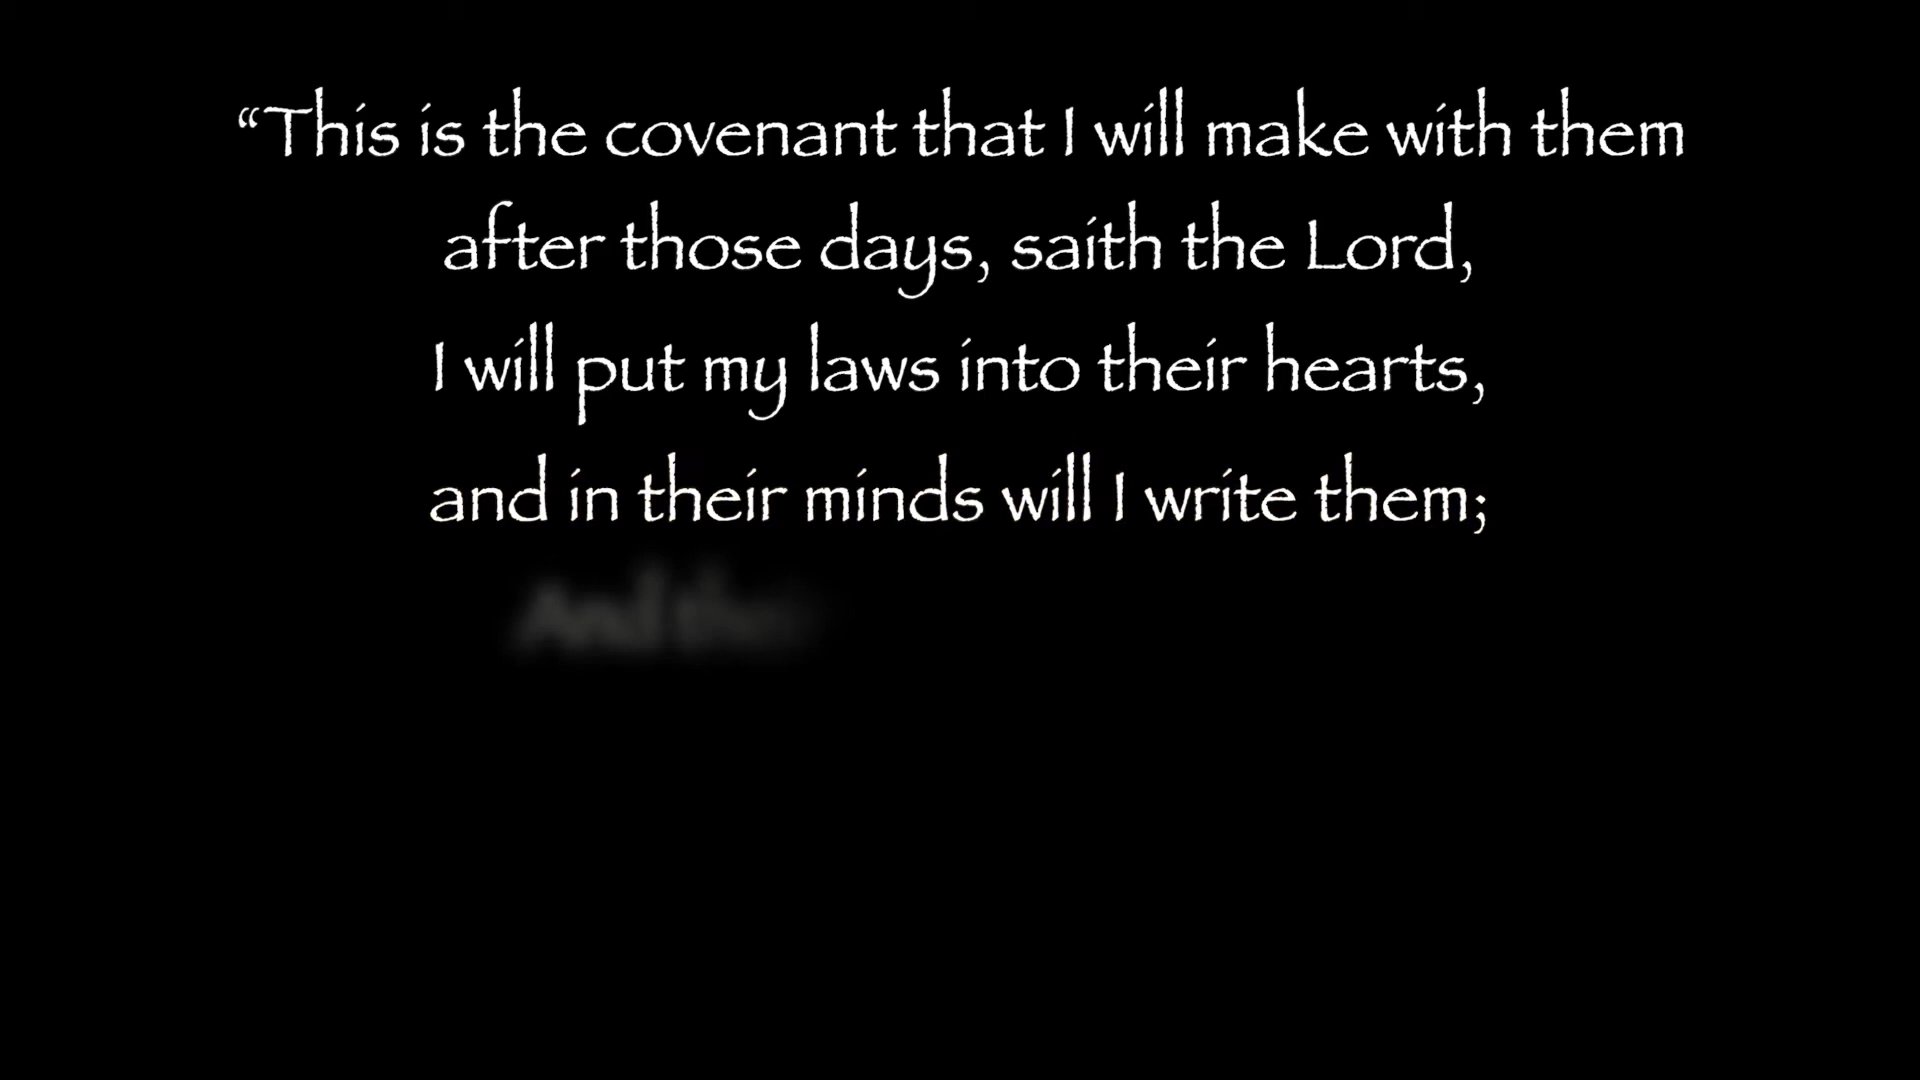 “This is the covenant that I will make with them
after those days, saith the Lord,
I will put my laws into their hearts,
and in their minds will I write them;
And